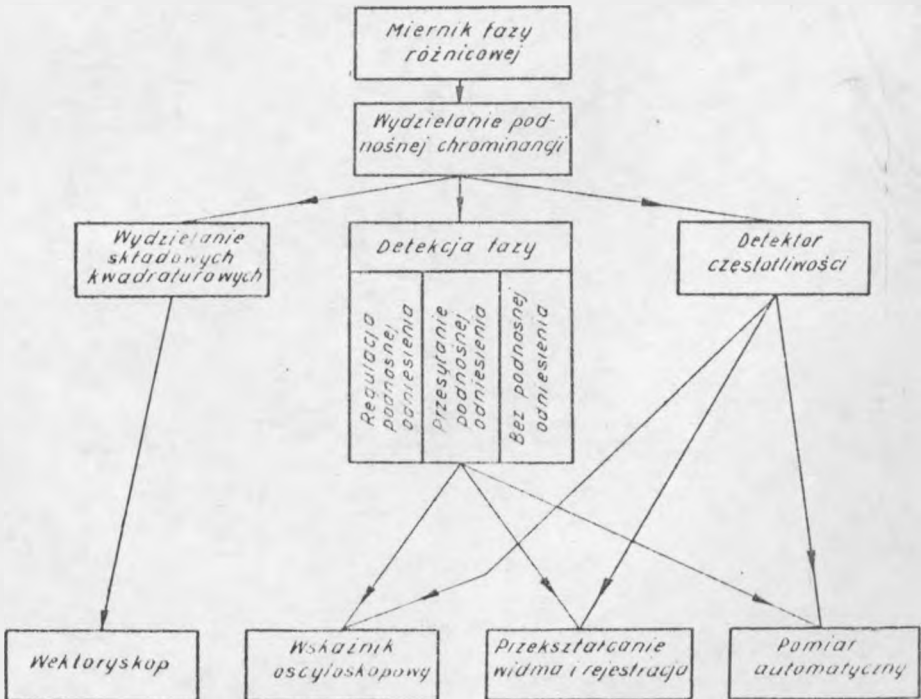 Miernik fazy
różnicowej
Wydzielanie pod-
nośnej chrominancji
Wydzielanie
składowych
kwadraturowych
Detekcja fazy
Detektor
częstotliwości
Regulacja
podnośnej
odniesienia
Przesyłanie
podnośnej
odniesienia
Bez podnośnej
odniesienia
Wektoryskop
Wskaźnik
oscyloskopowy
Przekształcanie
widma i rejestracja
Pomiar
automatyczny